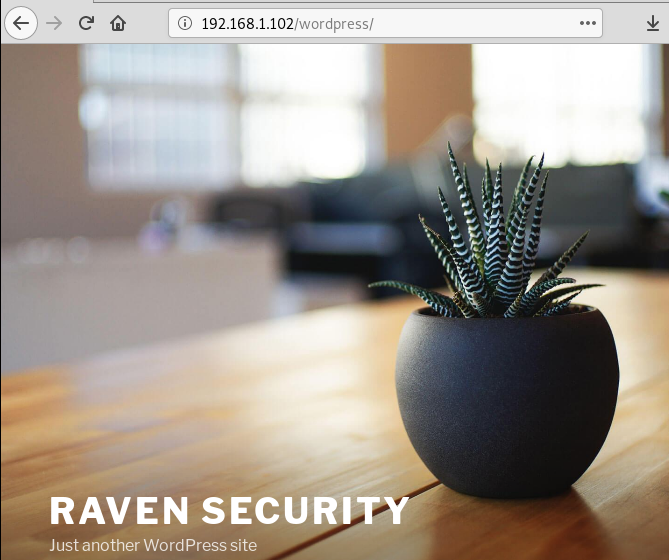 192.168.1.102/wordpress/
RAVEN SECURITY
Just another WordPress site